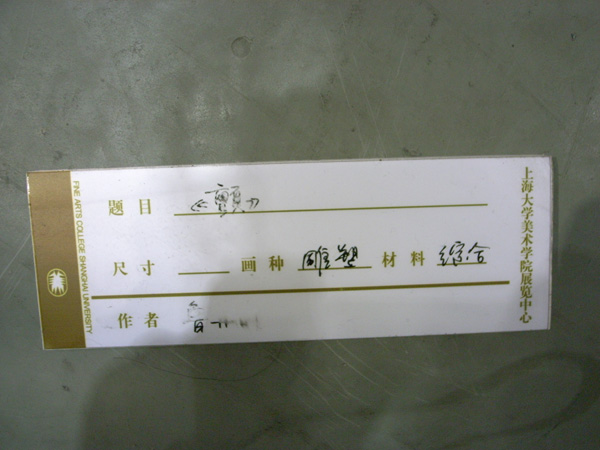 FINE ARTS COLLEGE SHANGHAI UNIVERSITY
题目
尺寸 画种 雕塑 材料 综合
作者
上海大学美术学院展览中心